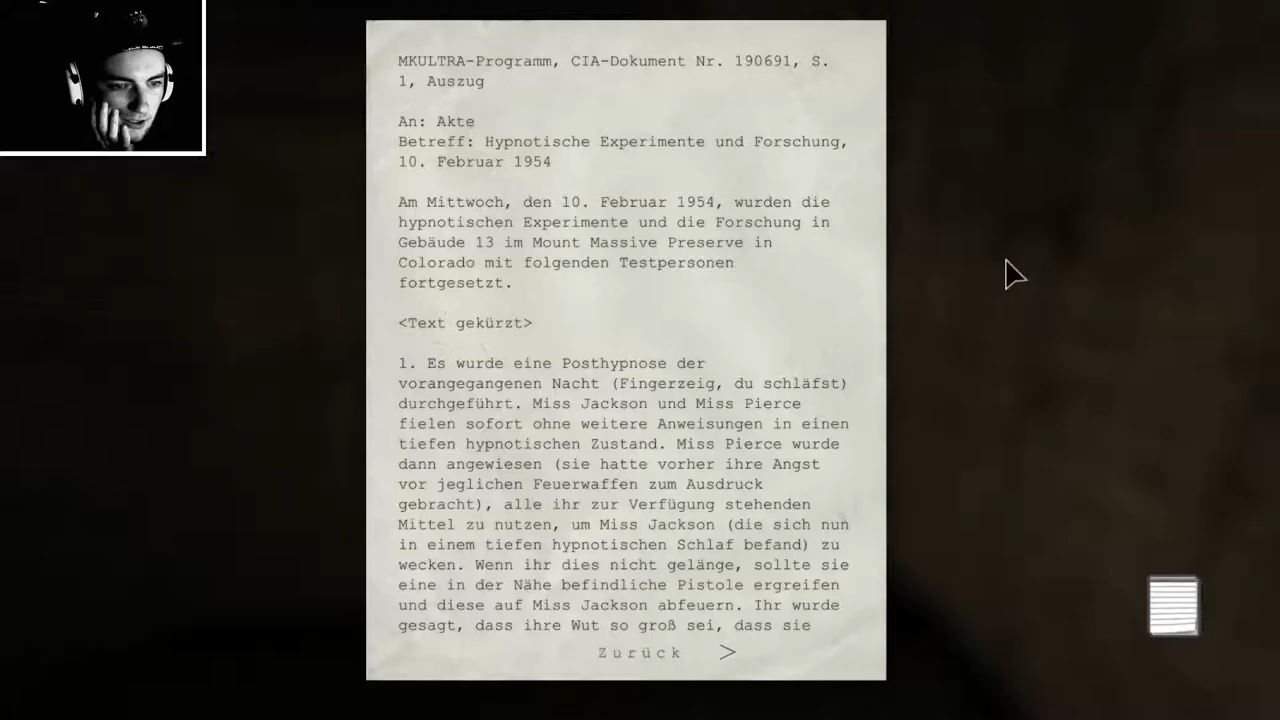 MKULTRA-Programm, CIA-Dokument Nr. 190691, S.
1, Auszug
An: Akte
Betreff: Hypnotische Experimente und Forschung,
10. Februar 1954
Am Mittwoch, den 10. Februar 1954, wurden die
hypnotischen Experimente und die Forschung in
Gebäude 13 im Mount Massive Preserve in
Colorado mit folgenden Testpersonen
fortgesetzt.
<Text gekürzt>
1. Es wurde eine Posthypnose der
vorangegangenen Nacht (Fingerzeig, du schläfst)
durchgeführt. Miss Jackson und Miss Pierce
fielen sofort ohne weitere Anweisungen in einen
tiefen hypnotischen Zustand. Miss Pierce wurde
dann angewiesen (sie hatte vorher ihre Angst
vor jeglichen Feuerwaffen zum Ausdruck
gebracht), alle ihr zur Verfügung stehenden
Mittel zu nutzen, um Miss Jackson (die sich nun
in einem tiefen hypnotischen Schlaf befand) zu
wecken. Wenn ihr dies nicht gelänge, sollte sie
eine in der Nähe befindliche Pistole ergreifen
und diese auf Miss Jackson abfeuern. Ihr wurde
gesagt, dass ihre Wut so groß sei, dass sie
Zurück >